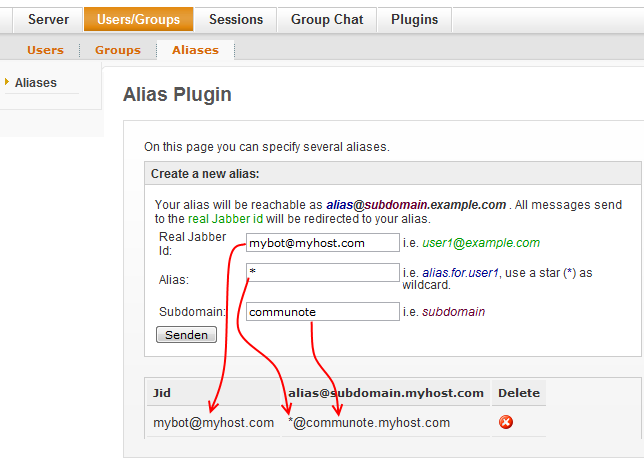 Server Users/Groups Sessions Group Chat Plugins
Users Groups Aliases
Aliases
Alias Plugin
On this page you can specify several aliases.
Create a new alias:
Your alias will be reachable as alias@subdomain.example.com . All messages send
to the real Jabber id will be redirected to your alias.
Real Jabber
Id: mybot@myhost.com i.e. user1@example.com
Alias: * i.e. alias.for.user1, use a star (*) as
wildcard.
Subdomain: communote i.e. subdomain
Senden
Jid alias@subdomain.myhost.com Delete
mybot@myhost.com *@communote.myhost.com